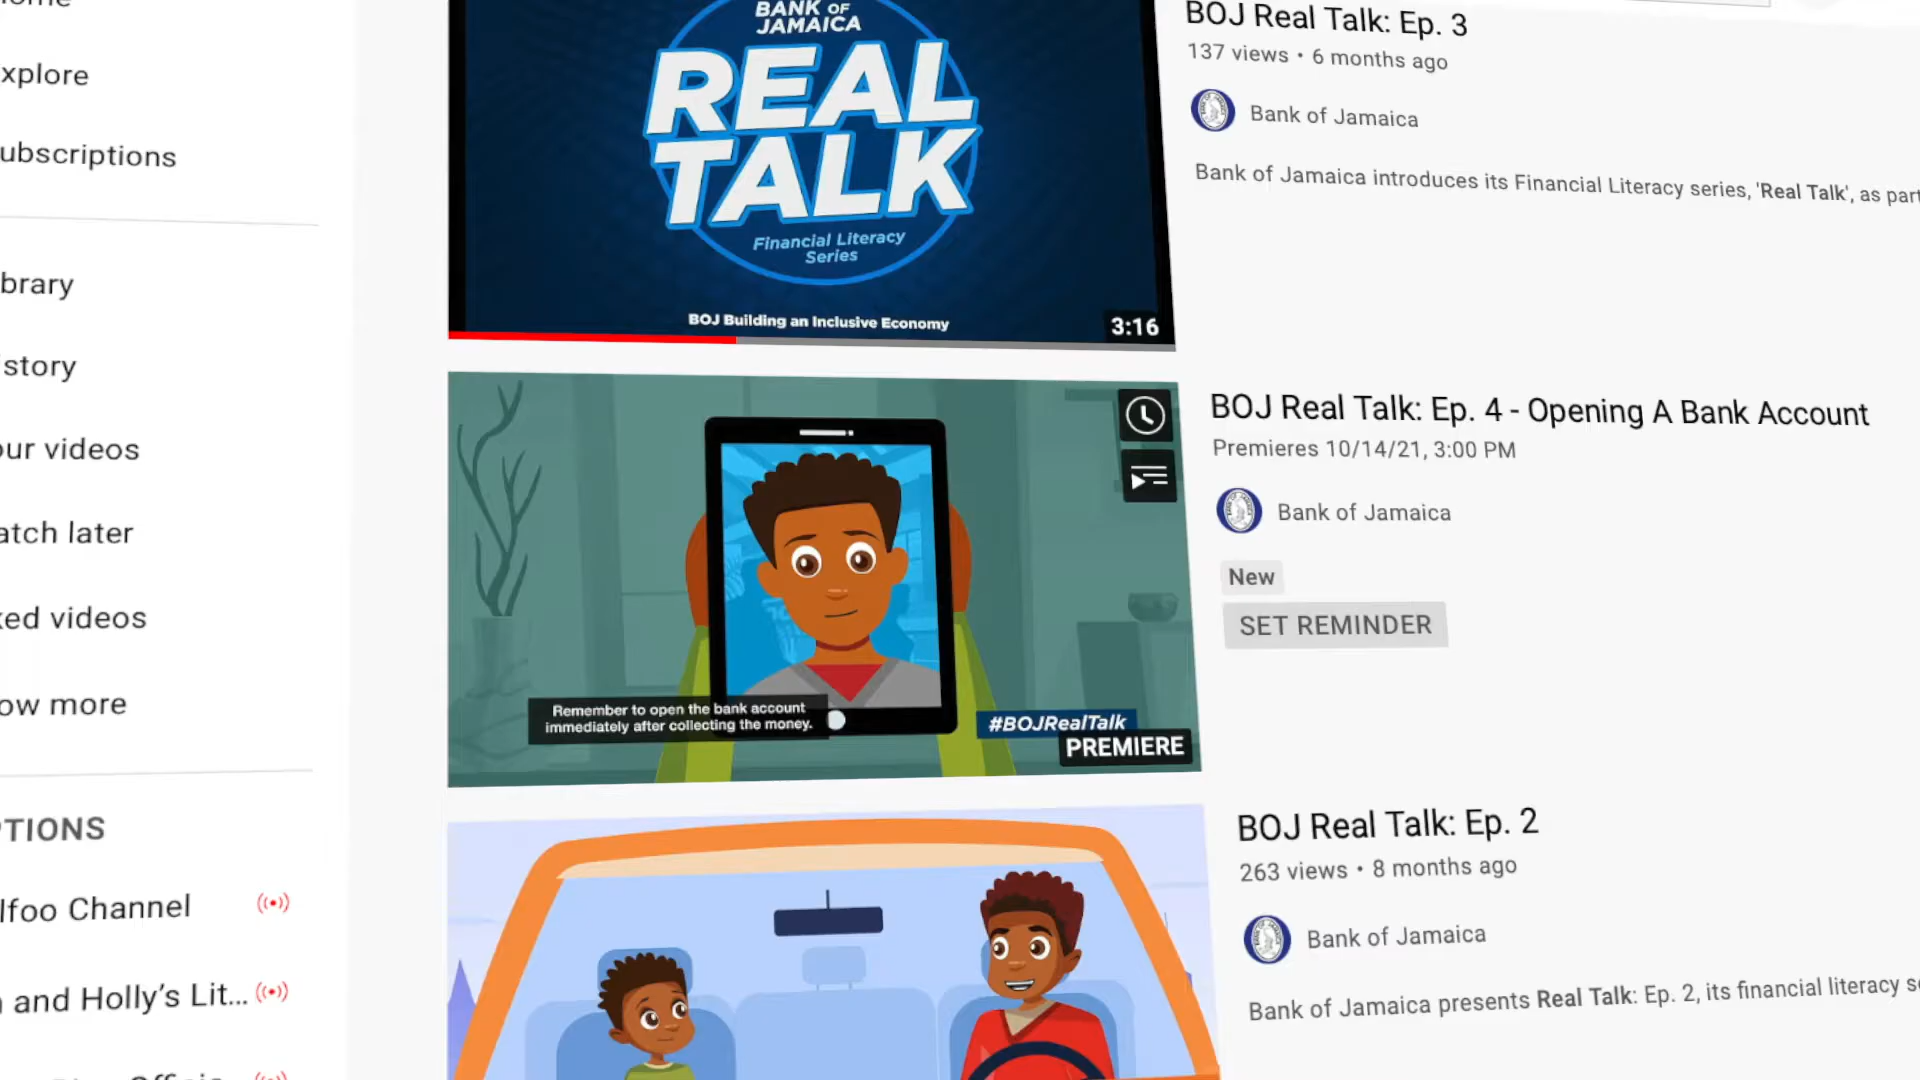 xplore
ubscriptions
brary
story
our videos
atch later
ked videos
ow more
PTIONS
lfoo Channel
and Holly's Lit...
BANK OF
JAMAICA
REAL
TALK
Financial Literacy
Series
BOJ Building an Inclusive Economy
3:16
BOJ Real Talk: Ep. 3
137 views • 6 months ago
Bank of Jamaica
Bank of Jamaica introduces its Financial Literacy series, 'Real Talk', as part
Remember to open the bank account
immediately after collecting the money.
#BOJRealTalk
PREMIERE
BOJ Real Talk: Ep. 4 - Opening A Bank Account
Premieres 10/14/21, 3:00 PM
Bank of Jamaica
New
SET REMINDER
BOJ Real Talk: Ep. 2
263 views • 8 months ago
Bank of Jamaica
Bank of Jamaica presents Real Talk: Ep. 2, its financial literacy s